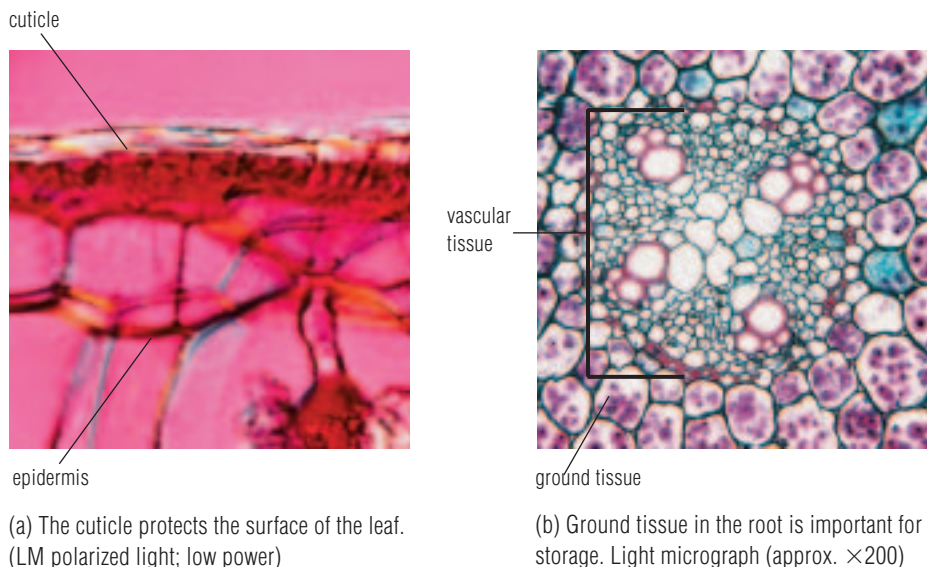 cuticle
epidermis
(a) The cuticle protects the surface of the leaf.
(LM polarized light; low power)
vascular
tissue
ground tissue
(b) Ground tissue in the root is important for
storage. Light micrograph (approx. ×200)